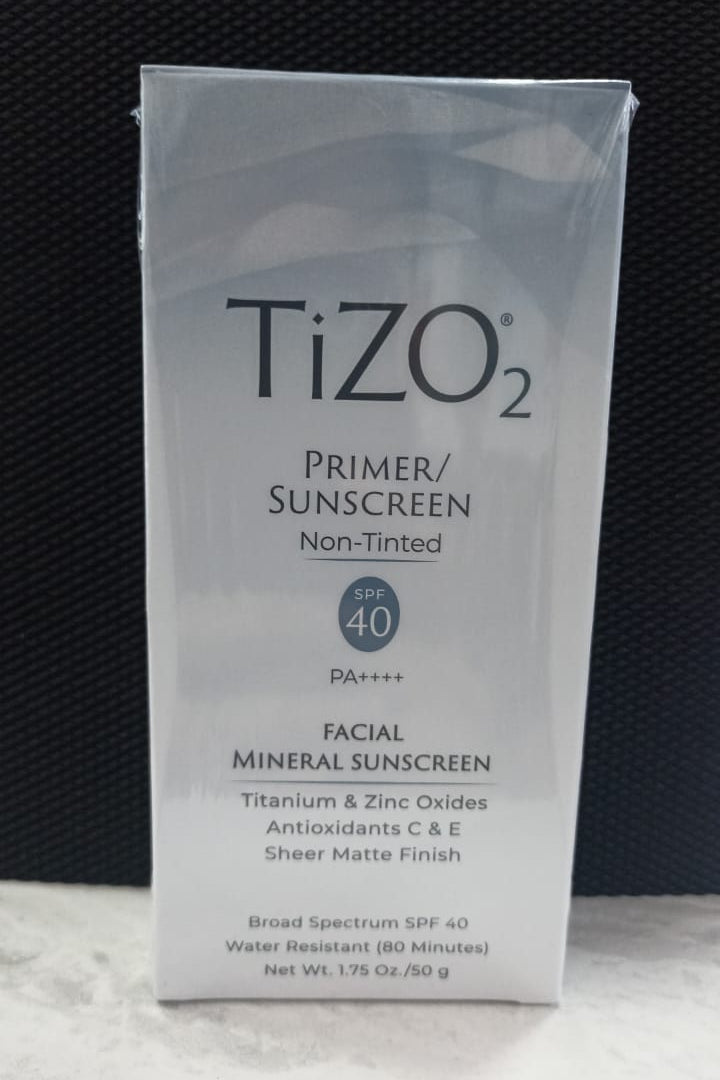 TiZO®2
PRIMER/
SUNSCREEN
Non-Tinted
SPF
40
PA++++
FACIAL
MINERAL SUNSCREEN
Titanium & Zinc Oxides
Antioxidants C & E
Sheer Matte Finish
Broad Spectrum SPF 40
Water Resistant (80 Minutes)
Net Wt. 1.75 Oz./50 g